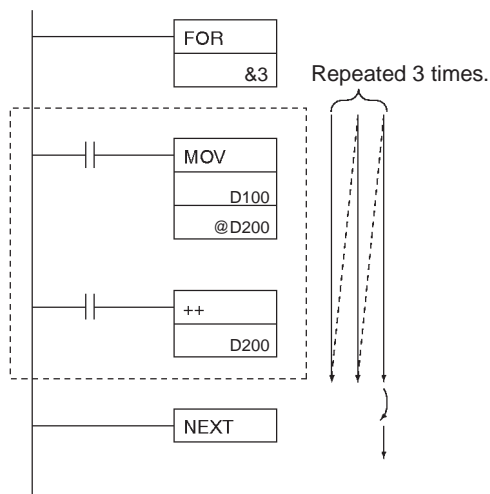 FOR
&3
Repeated 3 times.
MOV
D100
@D200
++
D200
NEXT